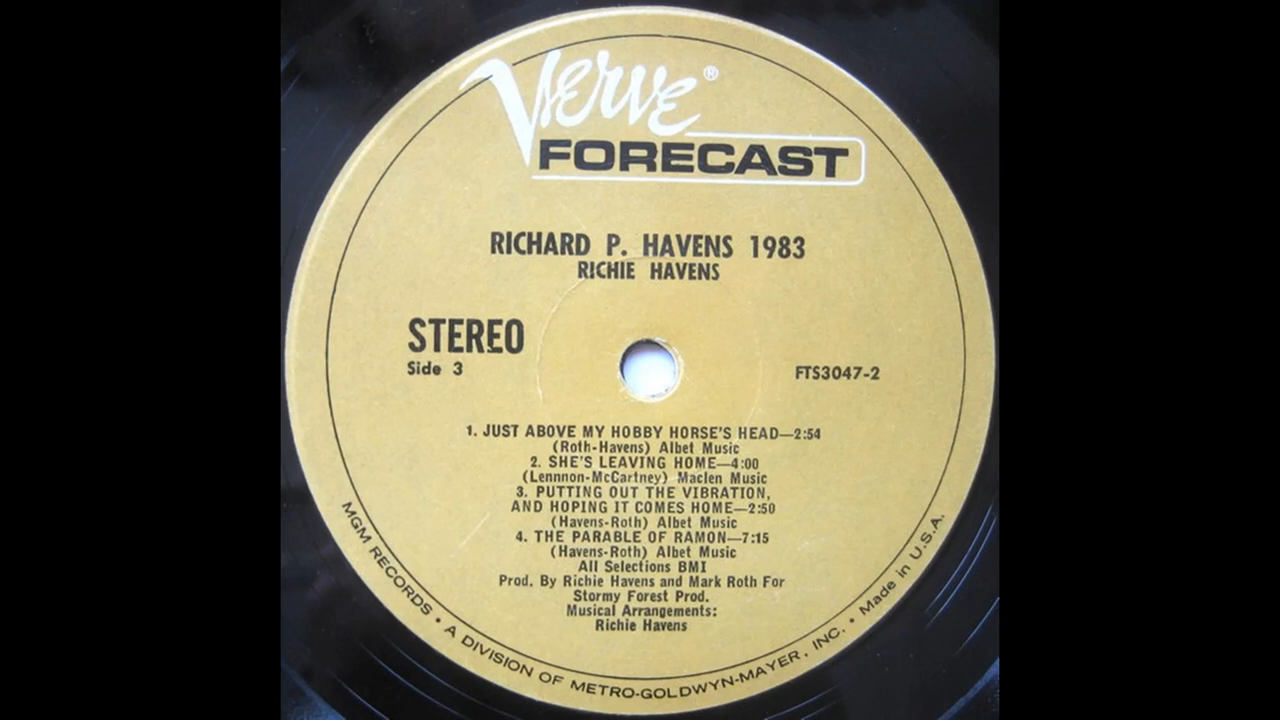 Verve®
FORECAST
RICHARD P. HAVENS 1983
RICHIE HAVENS
STEREO
Side 3
FTS3047-2
1. JUST ABOVE MY HOBBY HORSE'S HEAD—2:54
(Roth-Havens) Albet Music
2. SHE'S LEAVING HOME—4:00
(Lennnon-McCartney) Maclen Music
3. PUTTING OUT THE VIBRATION,
AND HOPING IT COMES HOME—2:50
(Havens-Roth) Albet Music
4. THE PARABLE OF RAMON—7:15
(Havens-Roth) Albet Music
All Selections BMI
Prod. By Richie Havens and Mark Roth For
Stormy Forest Prod.
Musical Arrangements:
Richie Havens
MGM RECORDS • A DIVISION OF METRO-GOLDWYN-MAYER, INC. • Made in U.S.A.